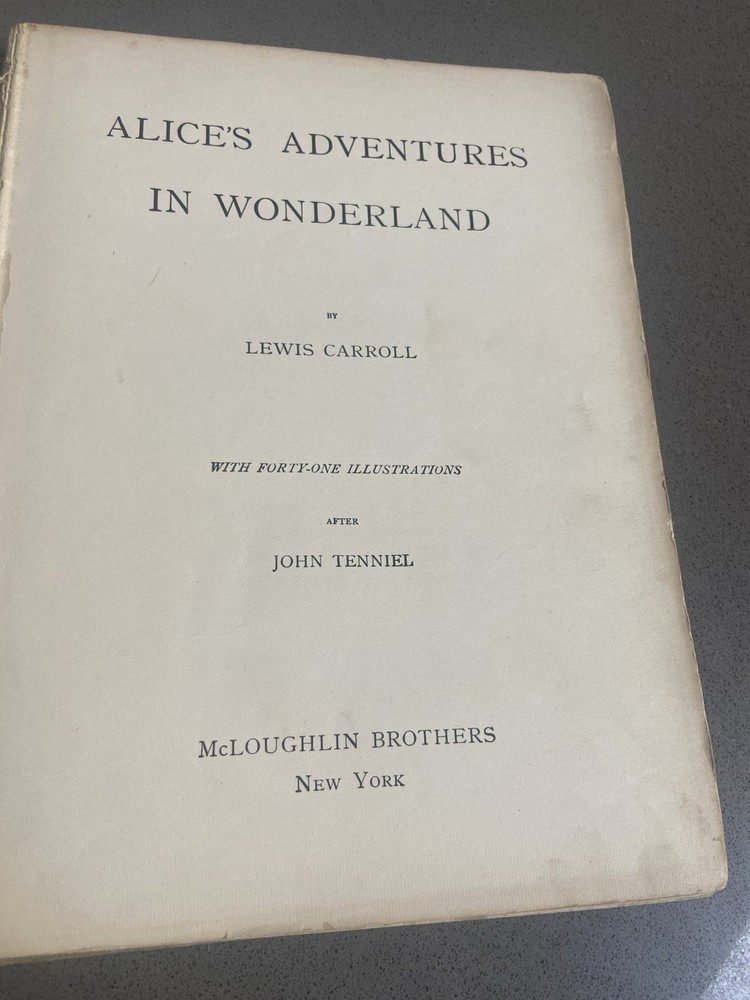 ALICE'S ADVENTURES
IN WONDERLAND
BY
LEWIS CARROLL
WITH FORTY-ONE ILLUSTRATIONS
AFTER
JOHN TENNIEL
McLOUGHLIN BROTHERS
NEW YORK